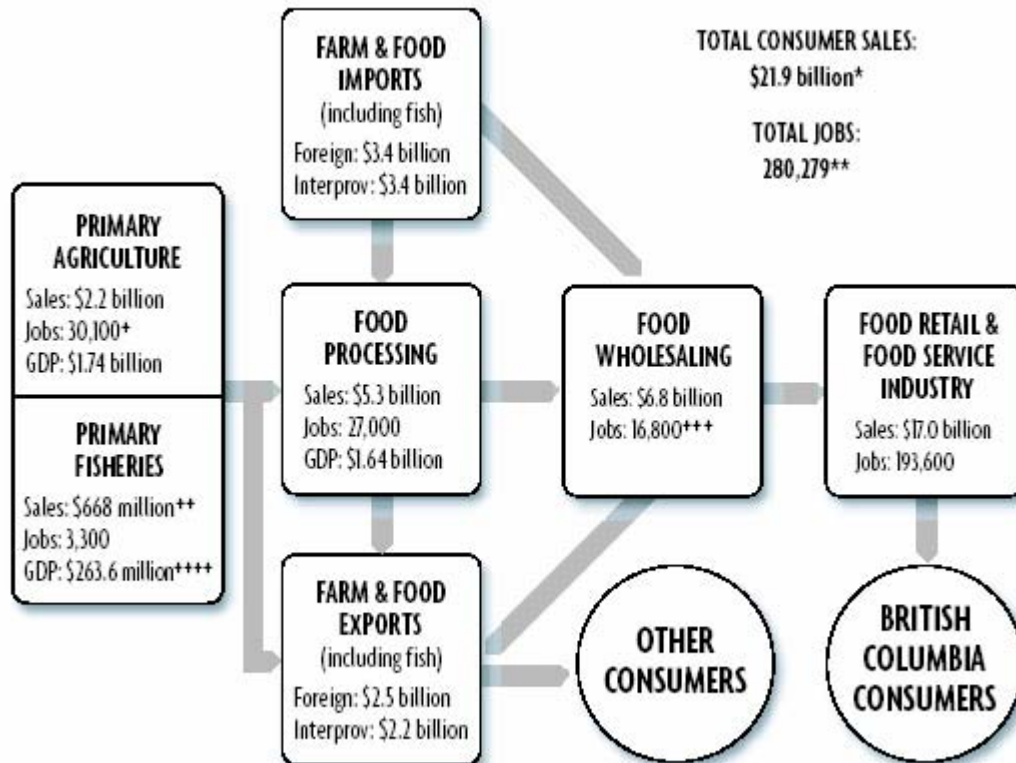 FARM & FOOD
IMPORTS
(including fish)
Foreign: $3.4 billion
Interprov: $3.4 billion
TOTAL CONSUMER SALES:
$21.9 billion*
TOTAL JOBS:
280,279**
PRIMARY
AGRICULTURE
Sales: $2.2 billion
Jobs: 30,100+
GDP: $1.74 billion
PRIMARY
FISHERIES
Sales: $668 million++
Jobs: 3,300
GDP: $263.6 million++++
FOOD
PROCESSING
Sales: $5.3 billion
Jobs: 27,000
GDP: $1.64 billion
FOOD
WHOLESALING
Sales: $6.8 billion
Jobs: 16,800+++
FOOD RETAIL &
FOOD SERVICE
INDUSTRY
Sales: $17.0 billion
Jobs: 193,600
FARM & FOOD
EXPORTS
(including fish)
Foreign: $2.5 billion
Interprov: $2.2 billion
OTHER
CONSUMERS
BRITISH
COLUMBIA
CONSUMERS